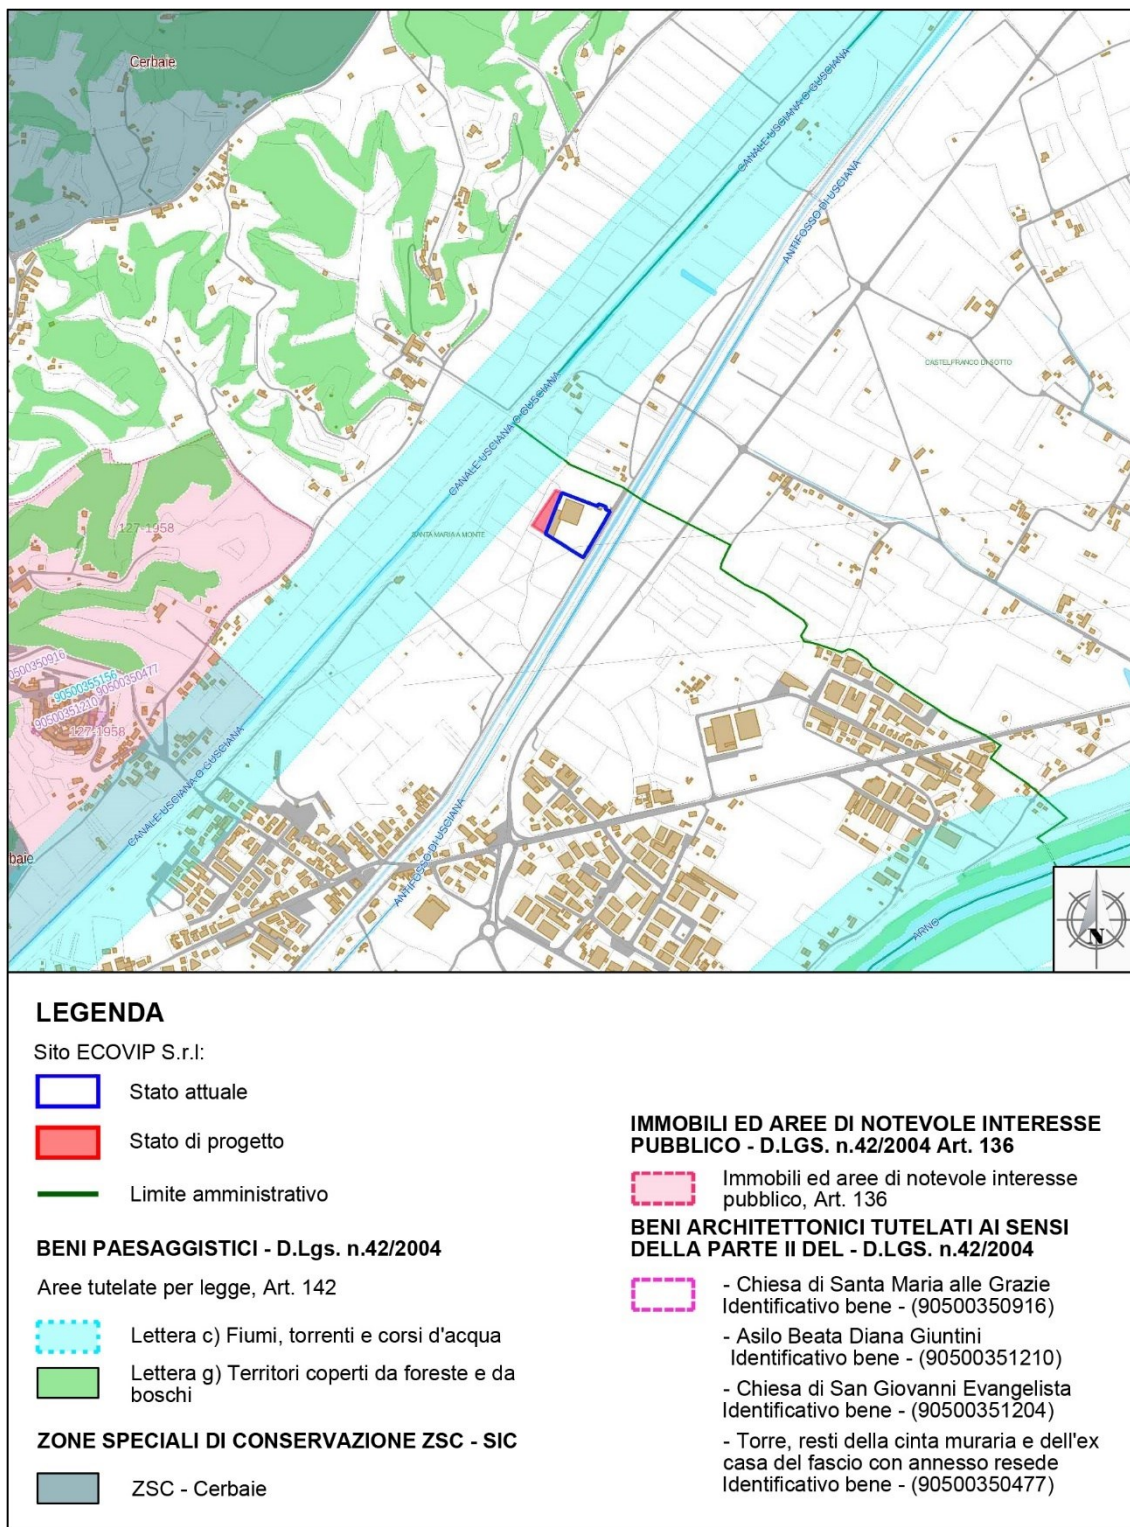 Cerbaie
CANALE USCIANA O GUSCIANA
CANALE USCIANA O GUSCIANA
ANTIFOSSO DI USCIANA
CASTELFRANCO DI SOTTO
CANALE USCIANA O GUSCIANA
SANTA MARIA A MONTE
127-1958
90500350916
90500355156
90500350477
90500351210
127-1958
CANALE USCIANA O GUSCIANA
ANTIFOSSO DI USCIANA
baie
ARNO
N
LEGENDA
Sito ECOVIP S.r.l:
Stato attuale
Stato di progetto
Limite amministrativo
BENI PAESAGGISTICI - D.Lgs. n.42/2004
Aree tutelate per legge, Art. 142
Lettera c) Fiumi, torrenti e corsi d'acqua
Lettera g) Territori coperti da foreste e da
boschi
ZONE SPECIALI DI CONSERVAZIONE ZSC - SIC
ZSC - Cerbaie
IMMOBILI ED AREE DI NOTEVOLE INTERESSE
PUBBLICO - D.LGS. n.42/2004 Art. 136
Immobili ed aree di notevole interesse
pubblico, Art. 136
BENI ARCHITETTONICI TUTELATI AI SENSI
DELLA PARTE II DEL - D.LGS. n.42/2004
- Chiesa di Santa Maria alle Grazie
Identificativo bene - (90500350916)
- Asilo Beata Diana Giuntini
Identificativo bene - (90500351210)
- Chiesa di San Giovanni Evangelista
Identificativo bene - (90500351204)
- Torre, resti della cinta muraria e dell'ex
casa del fascio con annesso resede
Identificativo bene - (90500350477)